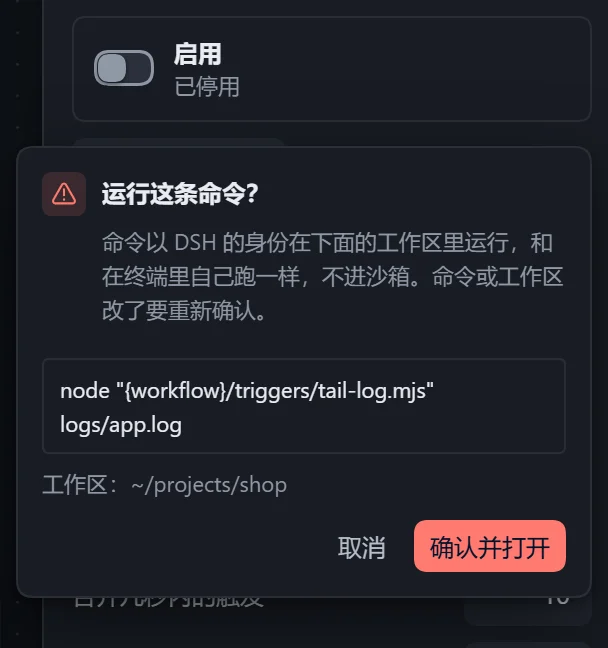 启用
已停用
运行这条命令？
命令以 DSH 的身份在下面的工作区里运行，和
在终端里自己跑一样，不进沙箱。命令或工作区
改了要重新确认。
node "{workflow}/triggers/tail-log.mjs"
logs/app.log
工作区：~/projects/shop
取消
确认并打开